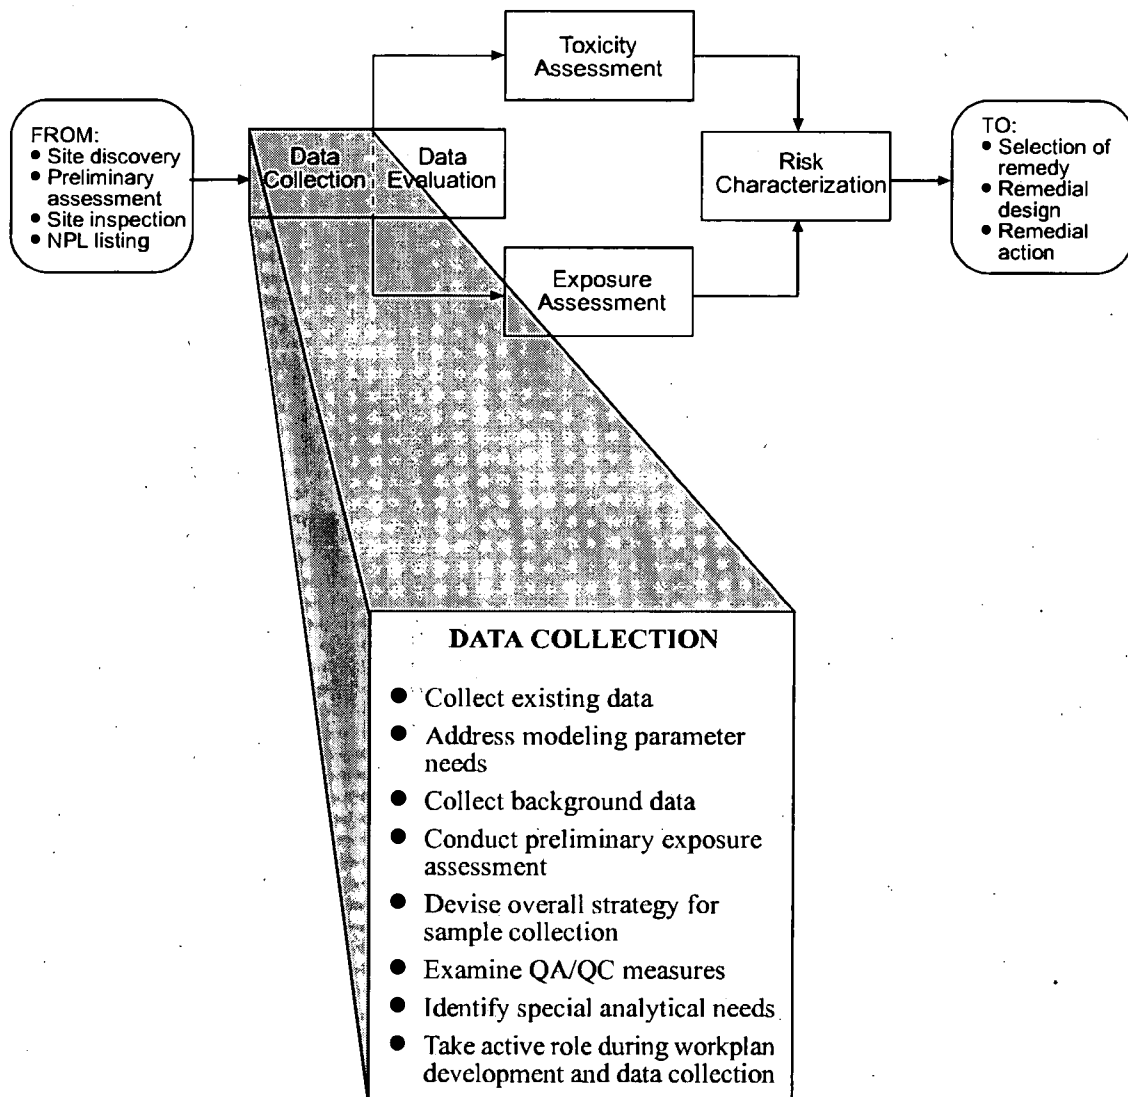 Toxicity
Assessment
FROM:
● Site discovery
● Preliminary
assessment
● Site inspection
● NPL listing
Data
Collection
Data
Evaluation
Risk
Characterization
TO:
● Selection of
remedy
● Remedial
design
● Remedial
action
Exposure
Assessment
DATA COLLECTION
● Collect existing data
● Address modeling parameter
needs
● Collect background data
● Conduct preliminary exposure
assessment
● Devise overall strategy for
sample collection
● Examine QA/QC measures
● Identify special analytical needs
● Take active role during workplan
development and data collection